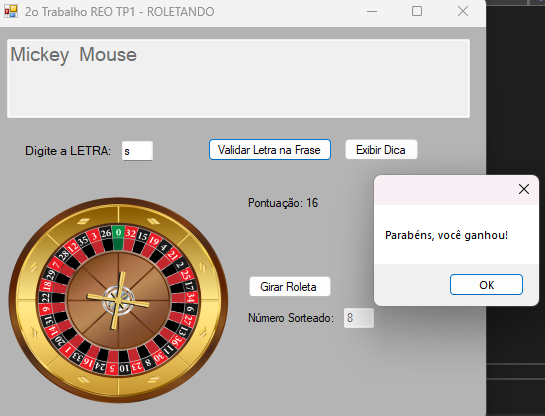 2o Trabalho REO TP1 - ROLETANDO
Mickey Mouse
Digite a LETRA: s
Validar Letra na Frase
Exibir Dica
Pontuação: 16
Parabéns, você ganhou!
OK
Girar Roleta
Número Sorteado: 8
0 32 15 19 4 21 2 25 17 34 6 27 13 36 11 30 8 23 10 5 24 16 33 1 20 14 31 9 22 18 29 7 28 12 35 3 26